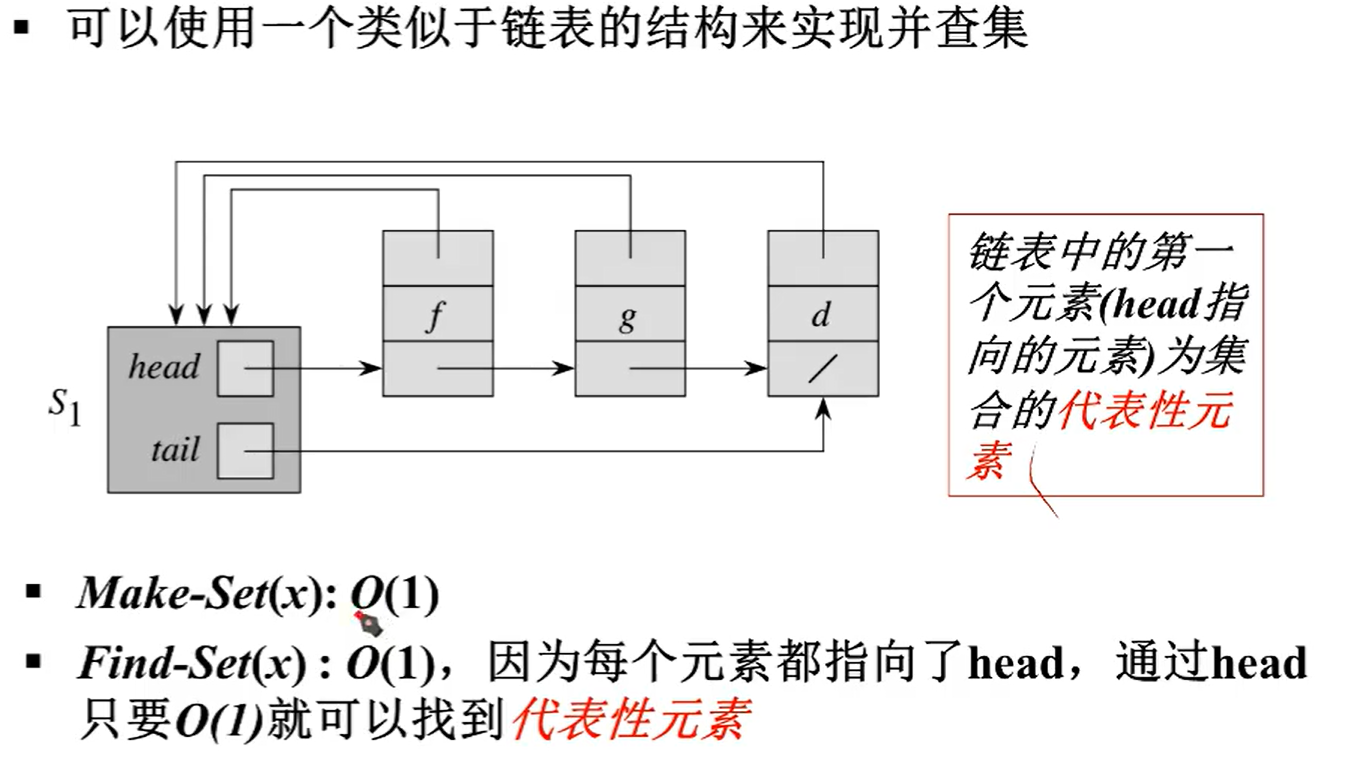 ▪ 可以使用一个类似于链表的结构来实现并查集
f
g
d
/
head
S1
tail
链表中的第一
个元素(head指
向的元素)为集
合的代表性元
素
▪ Make-Set(x): O(1)
▪ Find-Set(x) : O(1)，因为每个元素都指向了head，通过head
只要O(1)就可以找到代表性元素